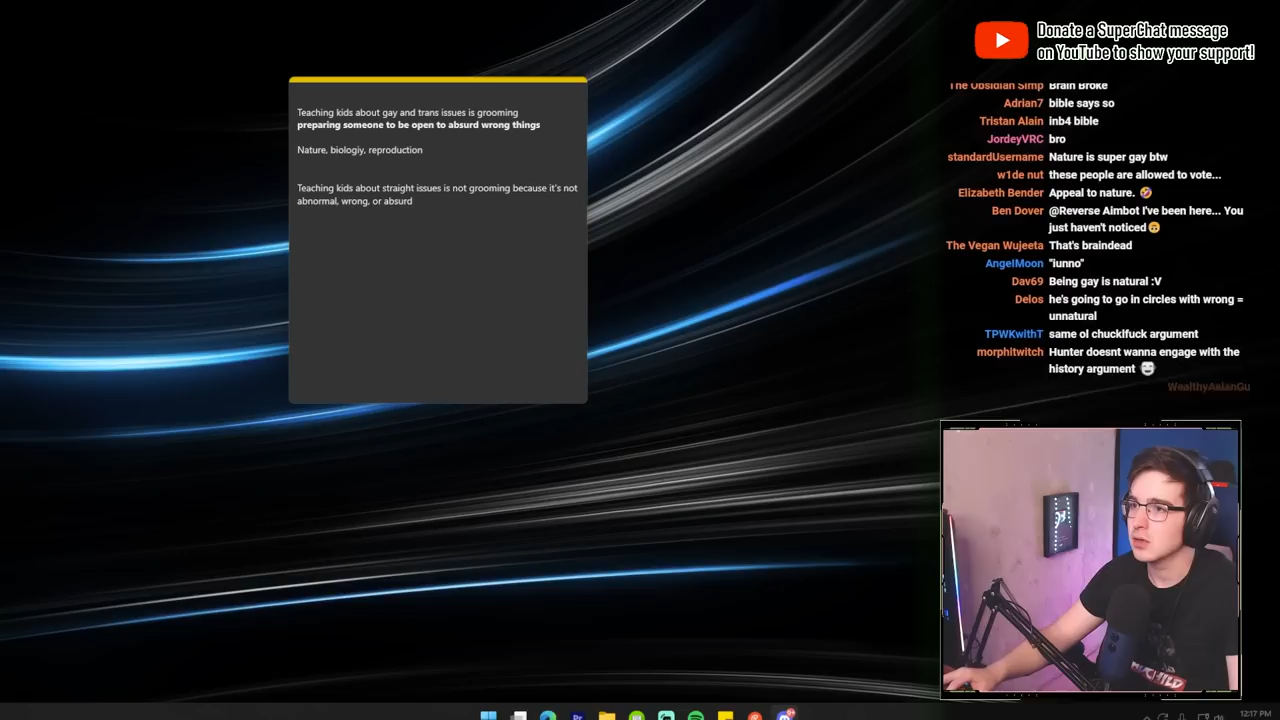 Donate a SuperChat message
on YouTube to show your support!
Teaching kids about gay and trans issues is grooming
preparing someone to be open to absurd wrong things
Nature, biologiy, reproduction
Teaching kids about straight issues is not grooming because it's not
abnormal, wrong, or absurd
The Obsidian Simp Brain Broke
Adrian7 bible says so
Tristan Alain inb4 bible
JordeyVRC bro
standardUsername Nature is super gay btw
w1de nut these people are allowed to vote...
Elizabeth Bender Appeal to nature. 🤣
Ben Dover @Reverse Aimbot I've been here... You
just haven't noticed🙃
The Vegan Wujeeta That's braindead
AngelMoon "iunno"
Dav69 Being gay is natural :V
Delos he's going to go in circles with wrong =
unnatural
TPWKwithT same ol chucklfuck argument
morphitwitch Hunter doesnt wanna engage with the
history argument
WealthyAsianGu
12:17 PM